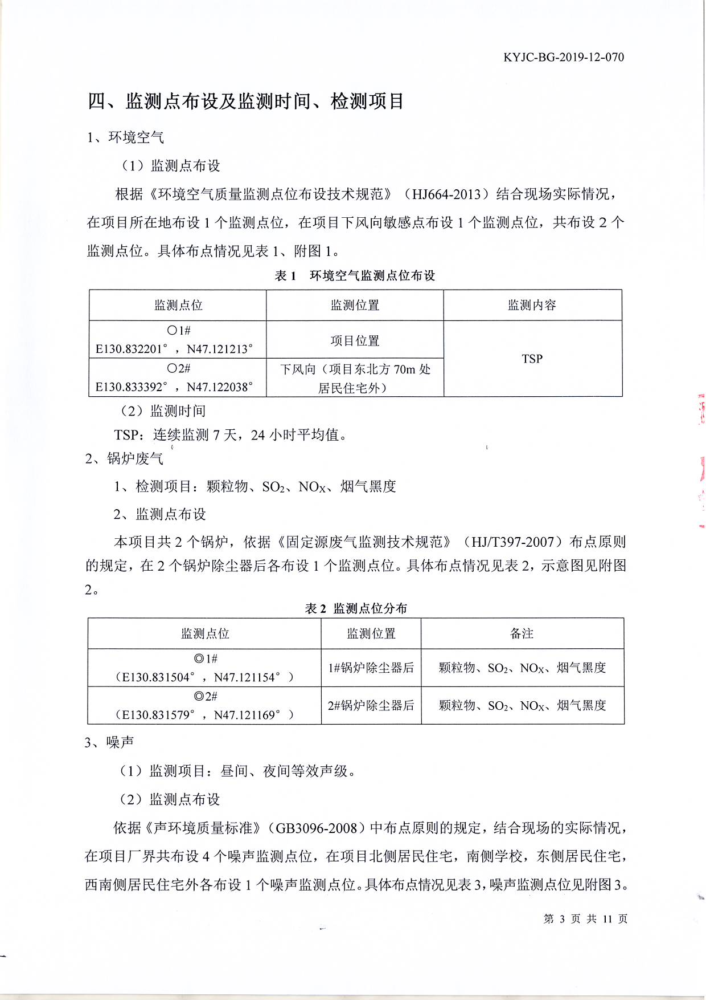 KYJC-BG-2019-12-070
四、监测点布设及监测时间、检测项目
1、环境空气
（1）监测点布设
根据《环境空气质量监测点位布设技术规范》（HJ664-2013）结合现场实际情况，
在项目所在地布设 1 个监测点位，在项目下风向敏感点布设 1 个监测点位，共布设 2 个
监测点位。具体布点情况见表 1、附图 1。
表 1 环境空气监测点位布设
监测点位 监测位置 监测内容
〇1#
E130.832201°，N47.121213°
项目位置
TSP
〇2#
E130.833392°，N47.122038°
下风向（项目东北方 70m 处
居民住宅外）
（2）监测时间
TSP：连续监测 7 天，24 小时平均值。
2、锅炉废气
1、检测项目：颗粒物、SO₂、NOX、烟气黑度
2、监测点布设
本项目共 2 个锅炉，依据《固定源废气监测技术规范》（HJ/T397-2007）布点原则
的规定，在 2 个锅炉除尘器后各布设 1 个监测点位。具体布点情况见表 2，示意图见附图
2。
表 2 监测点位分布
监测点位 监测位置 备注
◎1#
（E130.831504°，N47.121154°）
1#锅炉除尘器后
颗粒物、SO₂、NOX、烟气黑度
◎2#
（E130.831579°，N47.121169°）
2#锅炉除尘器后
颗粒物、SO₂、NOX、烟气黑度
3、噪声
（1）监测项目：昼间、夜间等效声级。
（2）监测点布设
依据《声环境质量标准》（GB3096-2008）中布点原则的规定，结合现场的实际情况，
在项目厂界共布设 4 个噪声监测点位，在项目北侧居民住宅，南侧学校，东侧居民住宅，
西南侧居民住宅外各布设 1 个噪声监测点位。具体布点情况见表 3，噪声监测点位见附图 3。
第 3 页 共 11 页